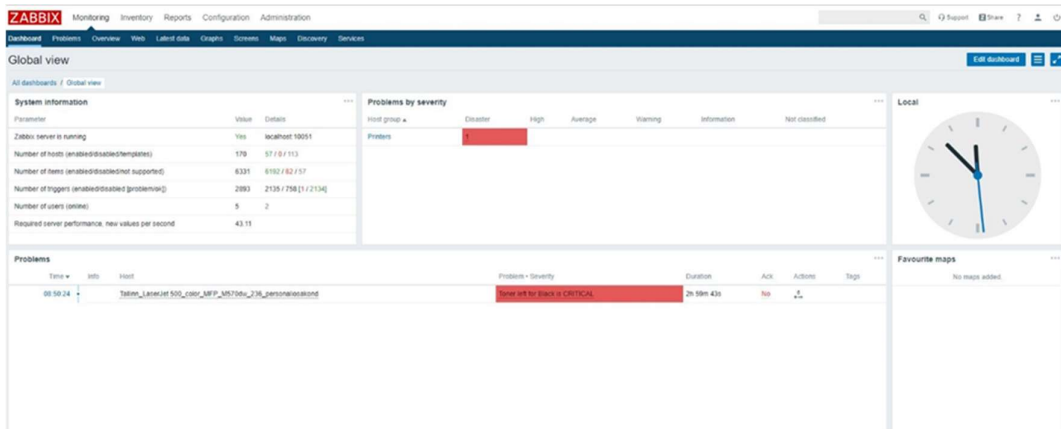 ZABBIX Monitoring Inventory Reports Configuration Administration Support Share ?
Dashboard Problems Overview Web Latest data Graphs Screens Maps Discovery Services
Global view Edit dashboard
All dashboards / Global view
System information
Parameter Value Details
Zabbix server is running Yes localhost:10051
Number of hosts (enabled/disabled/templates) 170 57 / 0 / 113
Number of items (enabled/disabled/not supported) 6331 6192 / 82 / 57
Number of triggers (enabled/disabled [problem/ok]) 2893 2135 / 758 [1 / 2134]
Number of users (online) 5 2
Required server performance, new values per second 43.11
Problems by severity
Host group Disaster High Average Warning Information Not classified
Printers 1
Local
Problems
Time Info Host Problem • Severity Duration Ack Actions Tags
08:50:24 Tallinn_LaserJet 500_color_MFP_M570dw_236_personaliosakond Toner left for Black is CRITICAL 2h 59m 43s No
Favourite maps
No maps added.